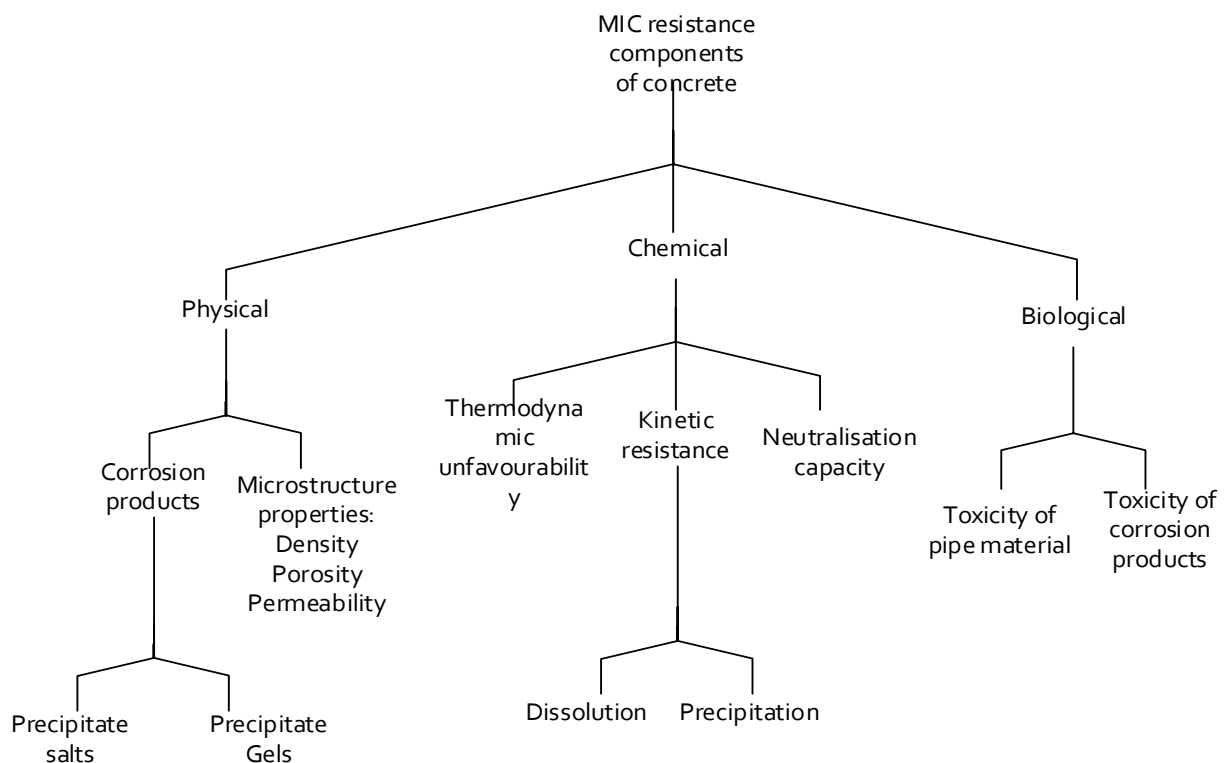 MIC resistance
components
of concrete
Chemical
Physical
Biological
Thermodyna
mic
unfavourabilit
y
Kinetic
resistance
Neutralisation
capacity
Corrosion
products
Microstructure
properties:
Density
Porosity
Permeability
Toxicity of
pipe material
Toxicity of
corrosion
products
Precipitate
salts
Precipitate
Gels
Dissolution
Precipitation